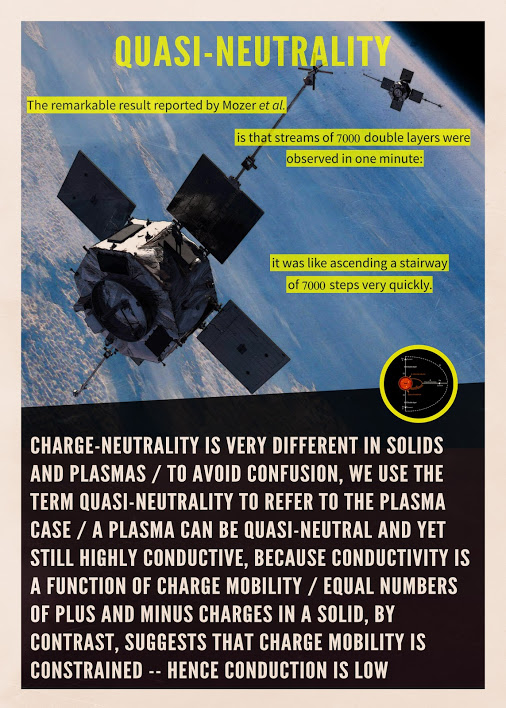 QUASI-NEUTRALITY
The remarkable result reported by Mozer et al.
is that streams of 7000 double layers were
observed in one minute:
it was like ascending a stairway
of 7000 steps very quickly.
CHARGE-NEUTRALITY IS VERY DIFFERENT IN SOLIDS
AND PLASMAS / TO AVOID CONFUSION, WE USE THE
TERM QUASI-NEUTRALITY TO REFER TO THE PLASMA
CASE / A PLASMA CAN BE QUASI-NEUTRAL AND YET
STILL HIGHLY CONDUCTIVE, BECAUSE CONDUCTIVITY IS
A FUNCTION OF CHARGE MOBILITY / EQUAL NUMBERS
OF PLUS AND MINUS CHARGES IN A SOLID, BY
CONTRAST, SUGGESTS THAT CHARGE MOBILITY IS
CONSTRAINED -- HENCE CONDUCTION IS LOW